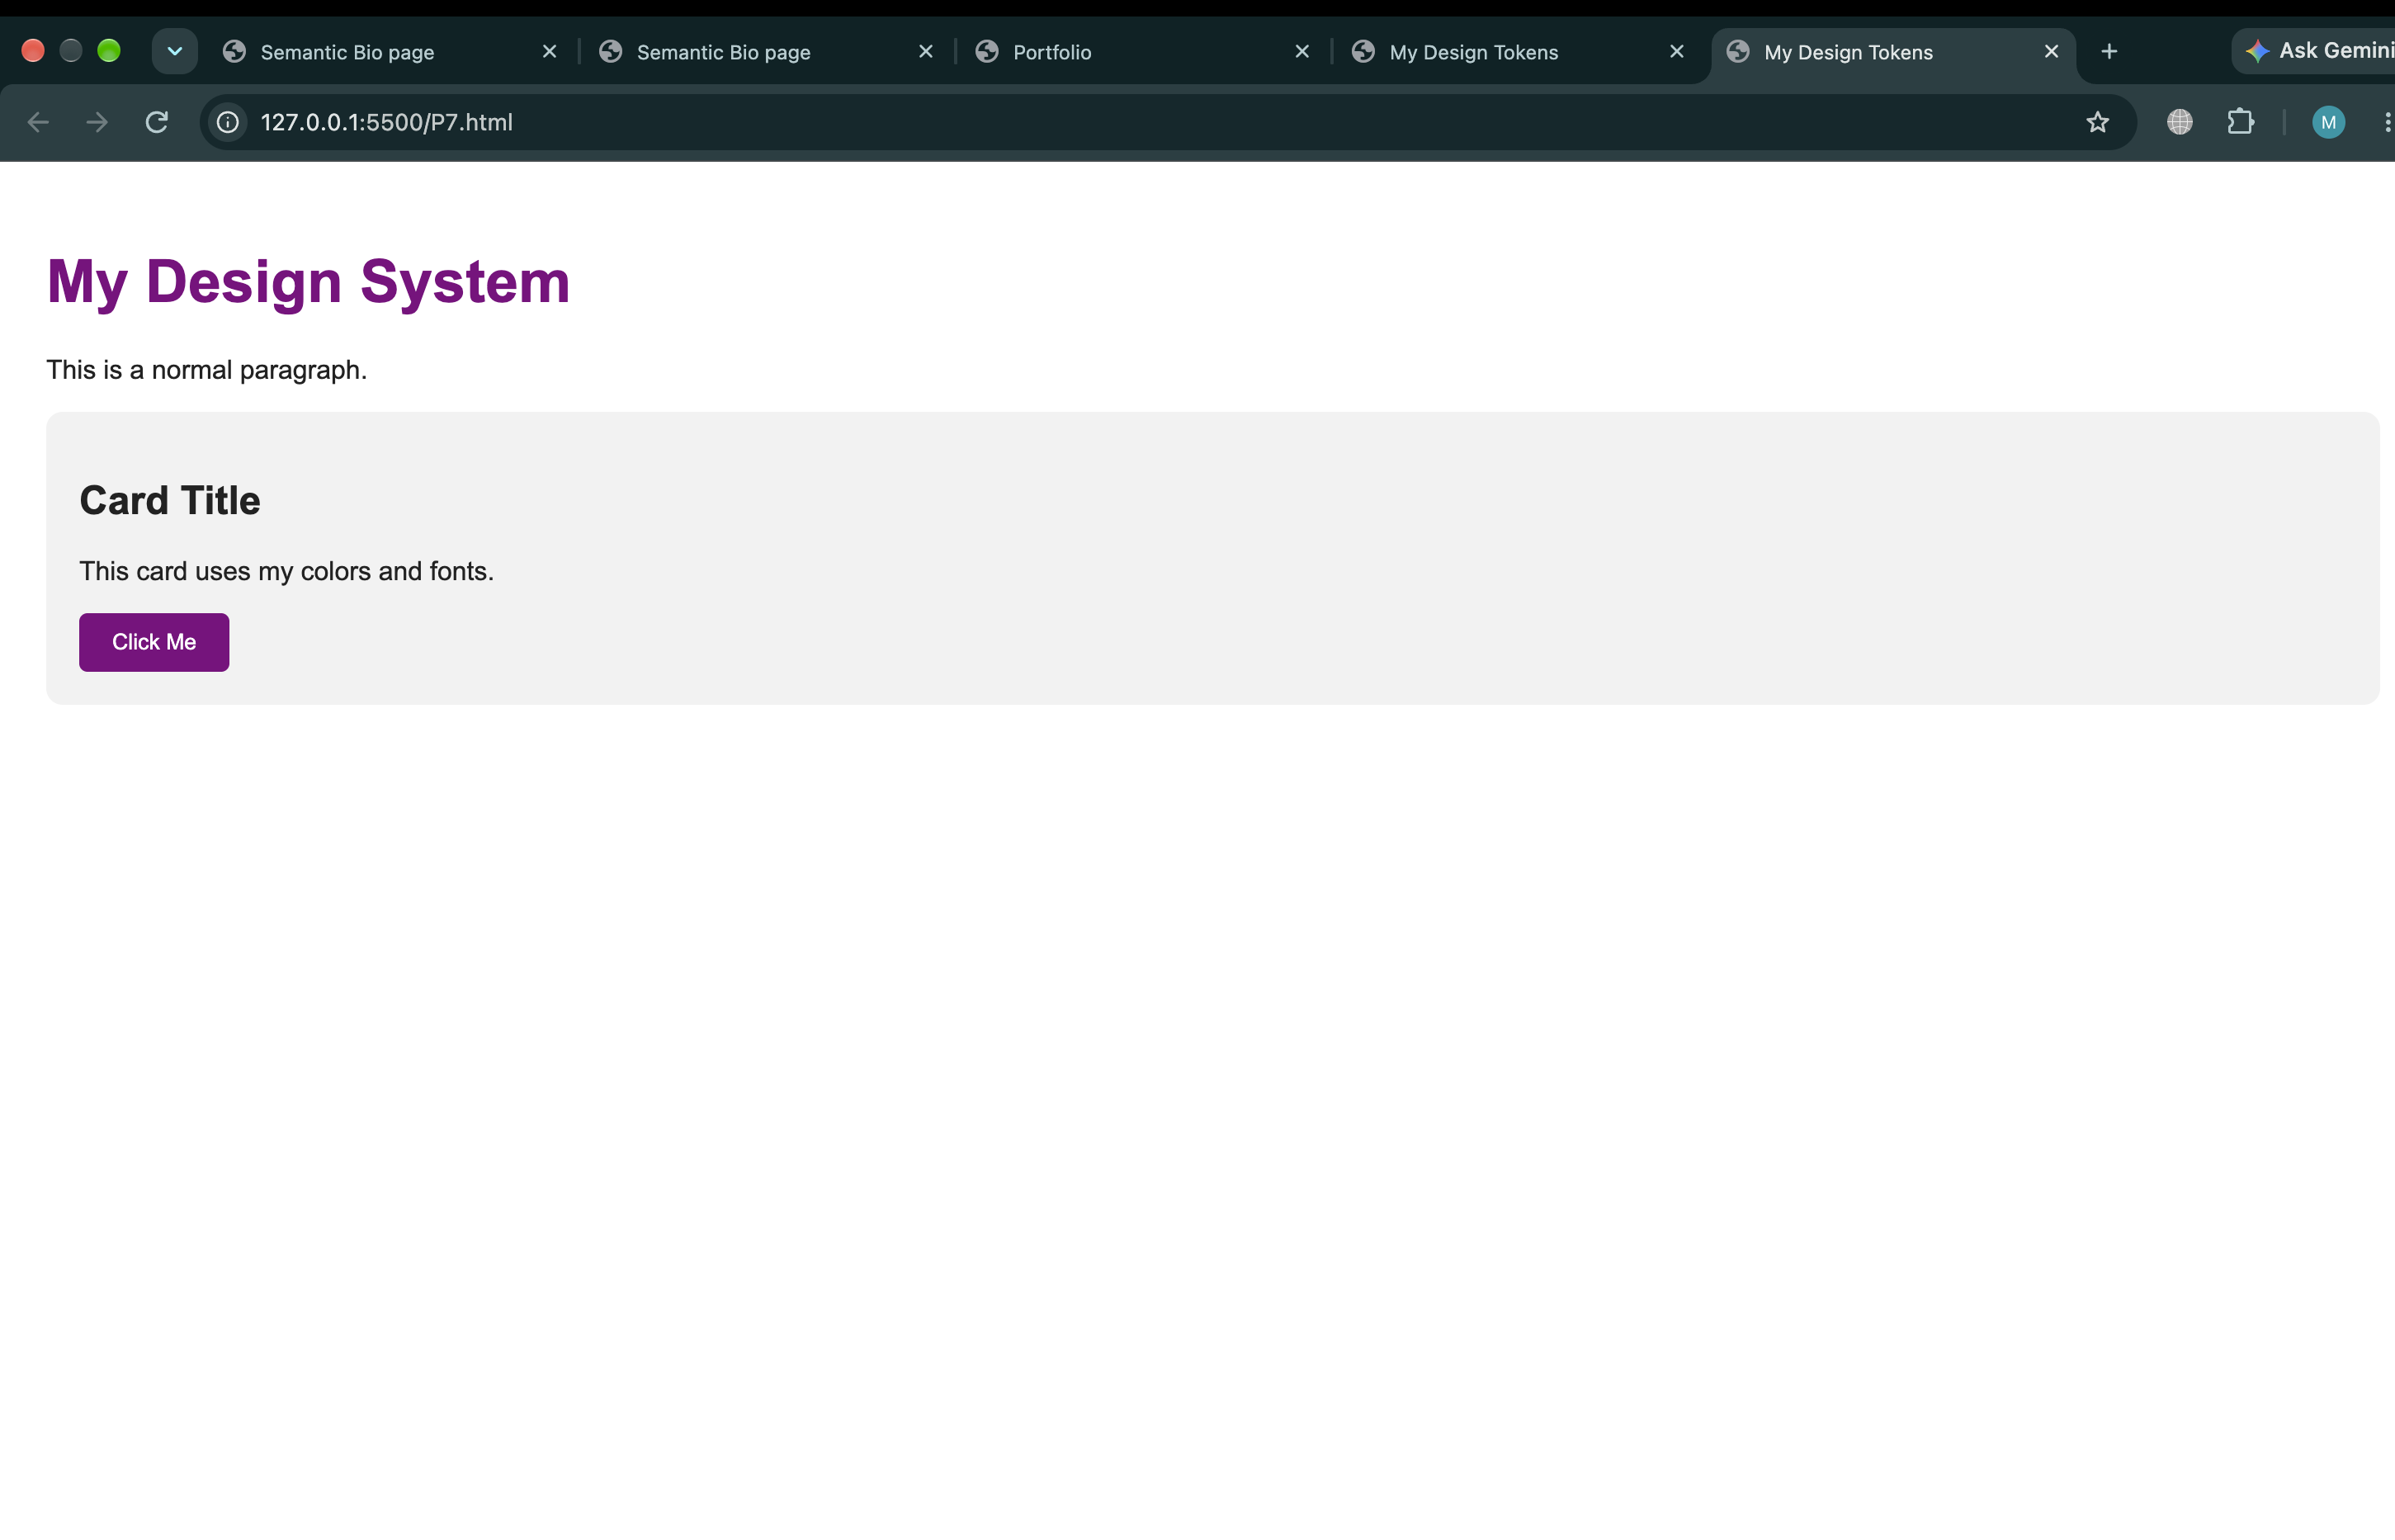 Semantic Bio page
Semantic Bio page
Portfolio
My Design Tokens
My Design Tokens
Ask Gemini
127.0.0.1:5500/P7.html
M
My Design System
This is a normal paragraph.
Card Title
This card uses my colors and fonts.
Click Me